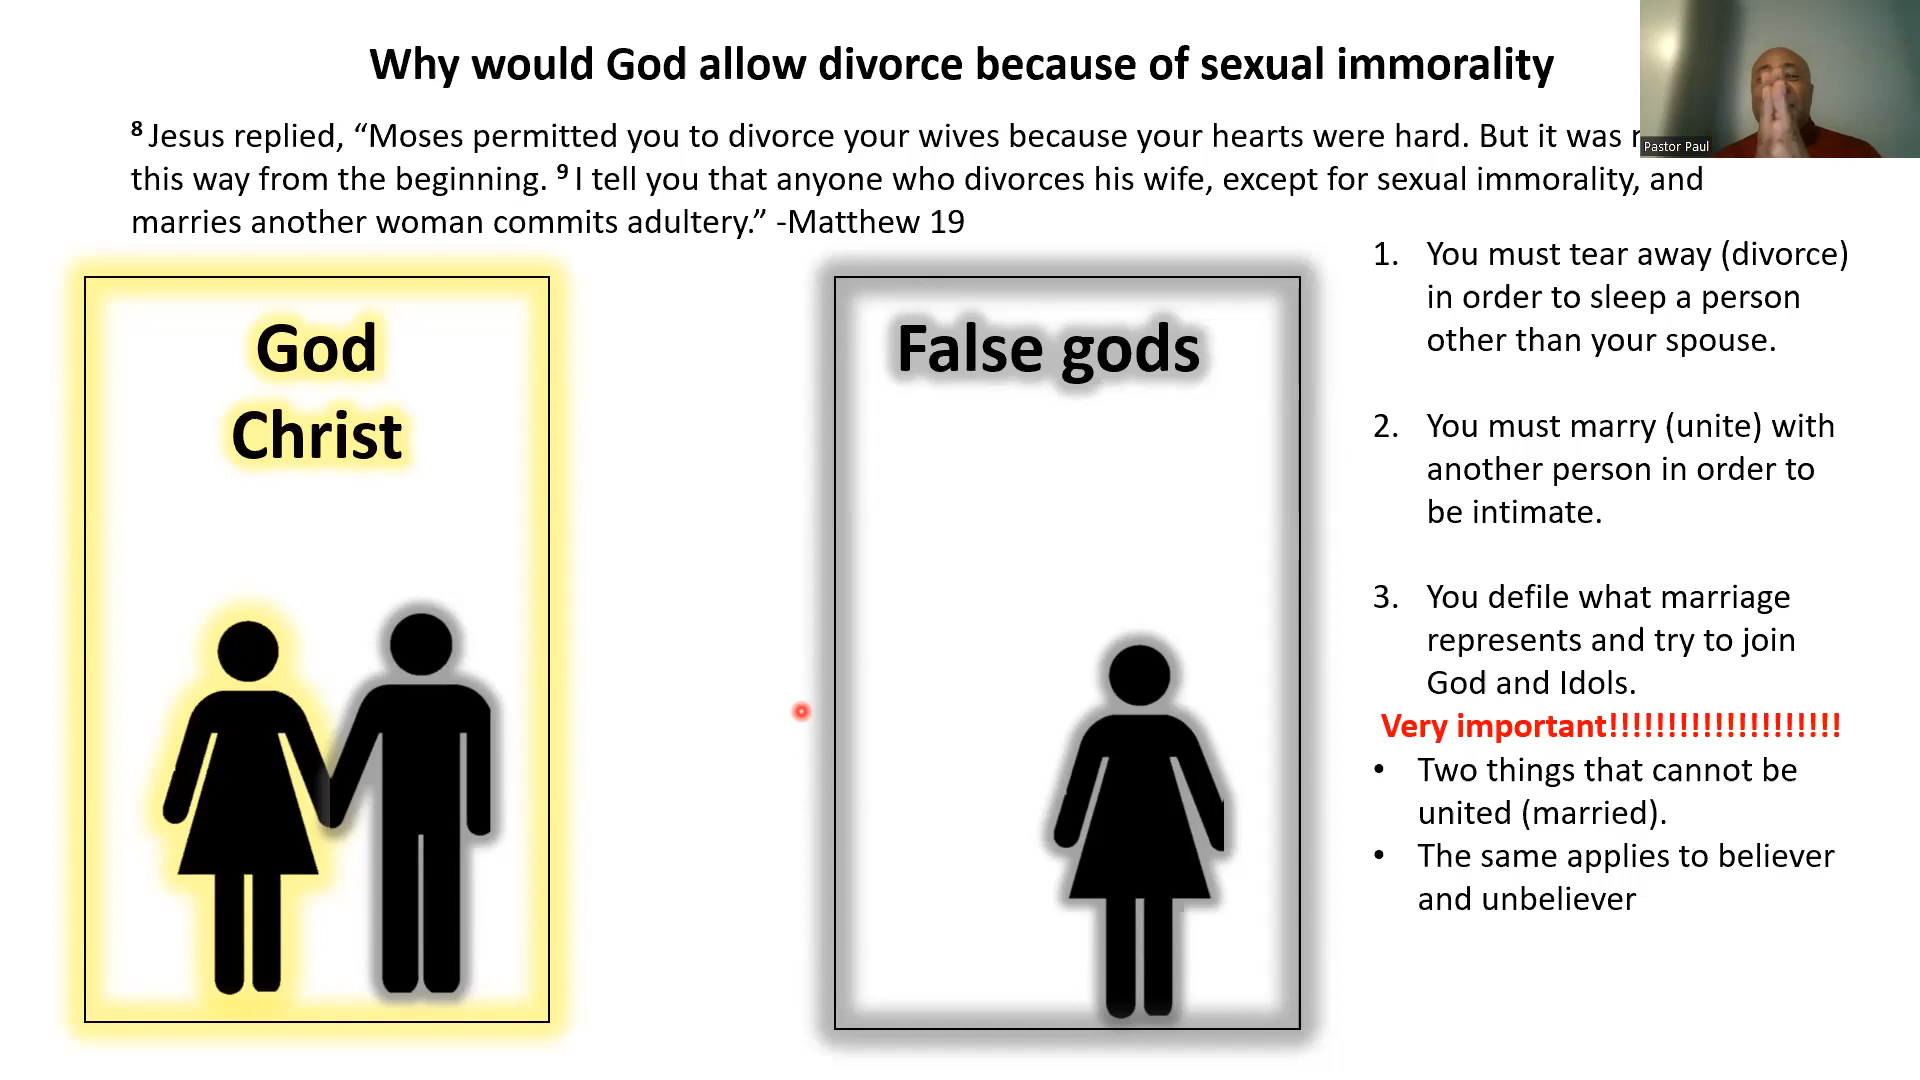 Why would God allow divorce because of sexual immorality
8 Jesus replied, “Moses permitted you to divorce your wives because your hearts were hard. But it was
this way from the beginning. 9 I tell you that anyone who divorces his wife, except for sexual immorality, and
marries another woman commits adultery.” -Matthew 19
Pastor Paul
God
Christ
False gods
1. You must tear away (divorce)
in order to sleep a person
other than your spouse.
2. You must marry (unite) with
another person in order to
be intimate.
3. You defile what marriage
represents and try to join
God and Idols.
Very important!!!!!!!!!!!!!!!!!!!!
• Two things that cannot be
united (married).
• The same applies to believer
and unbeliever